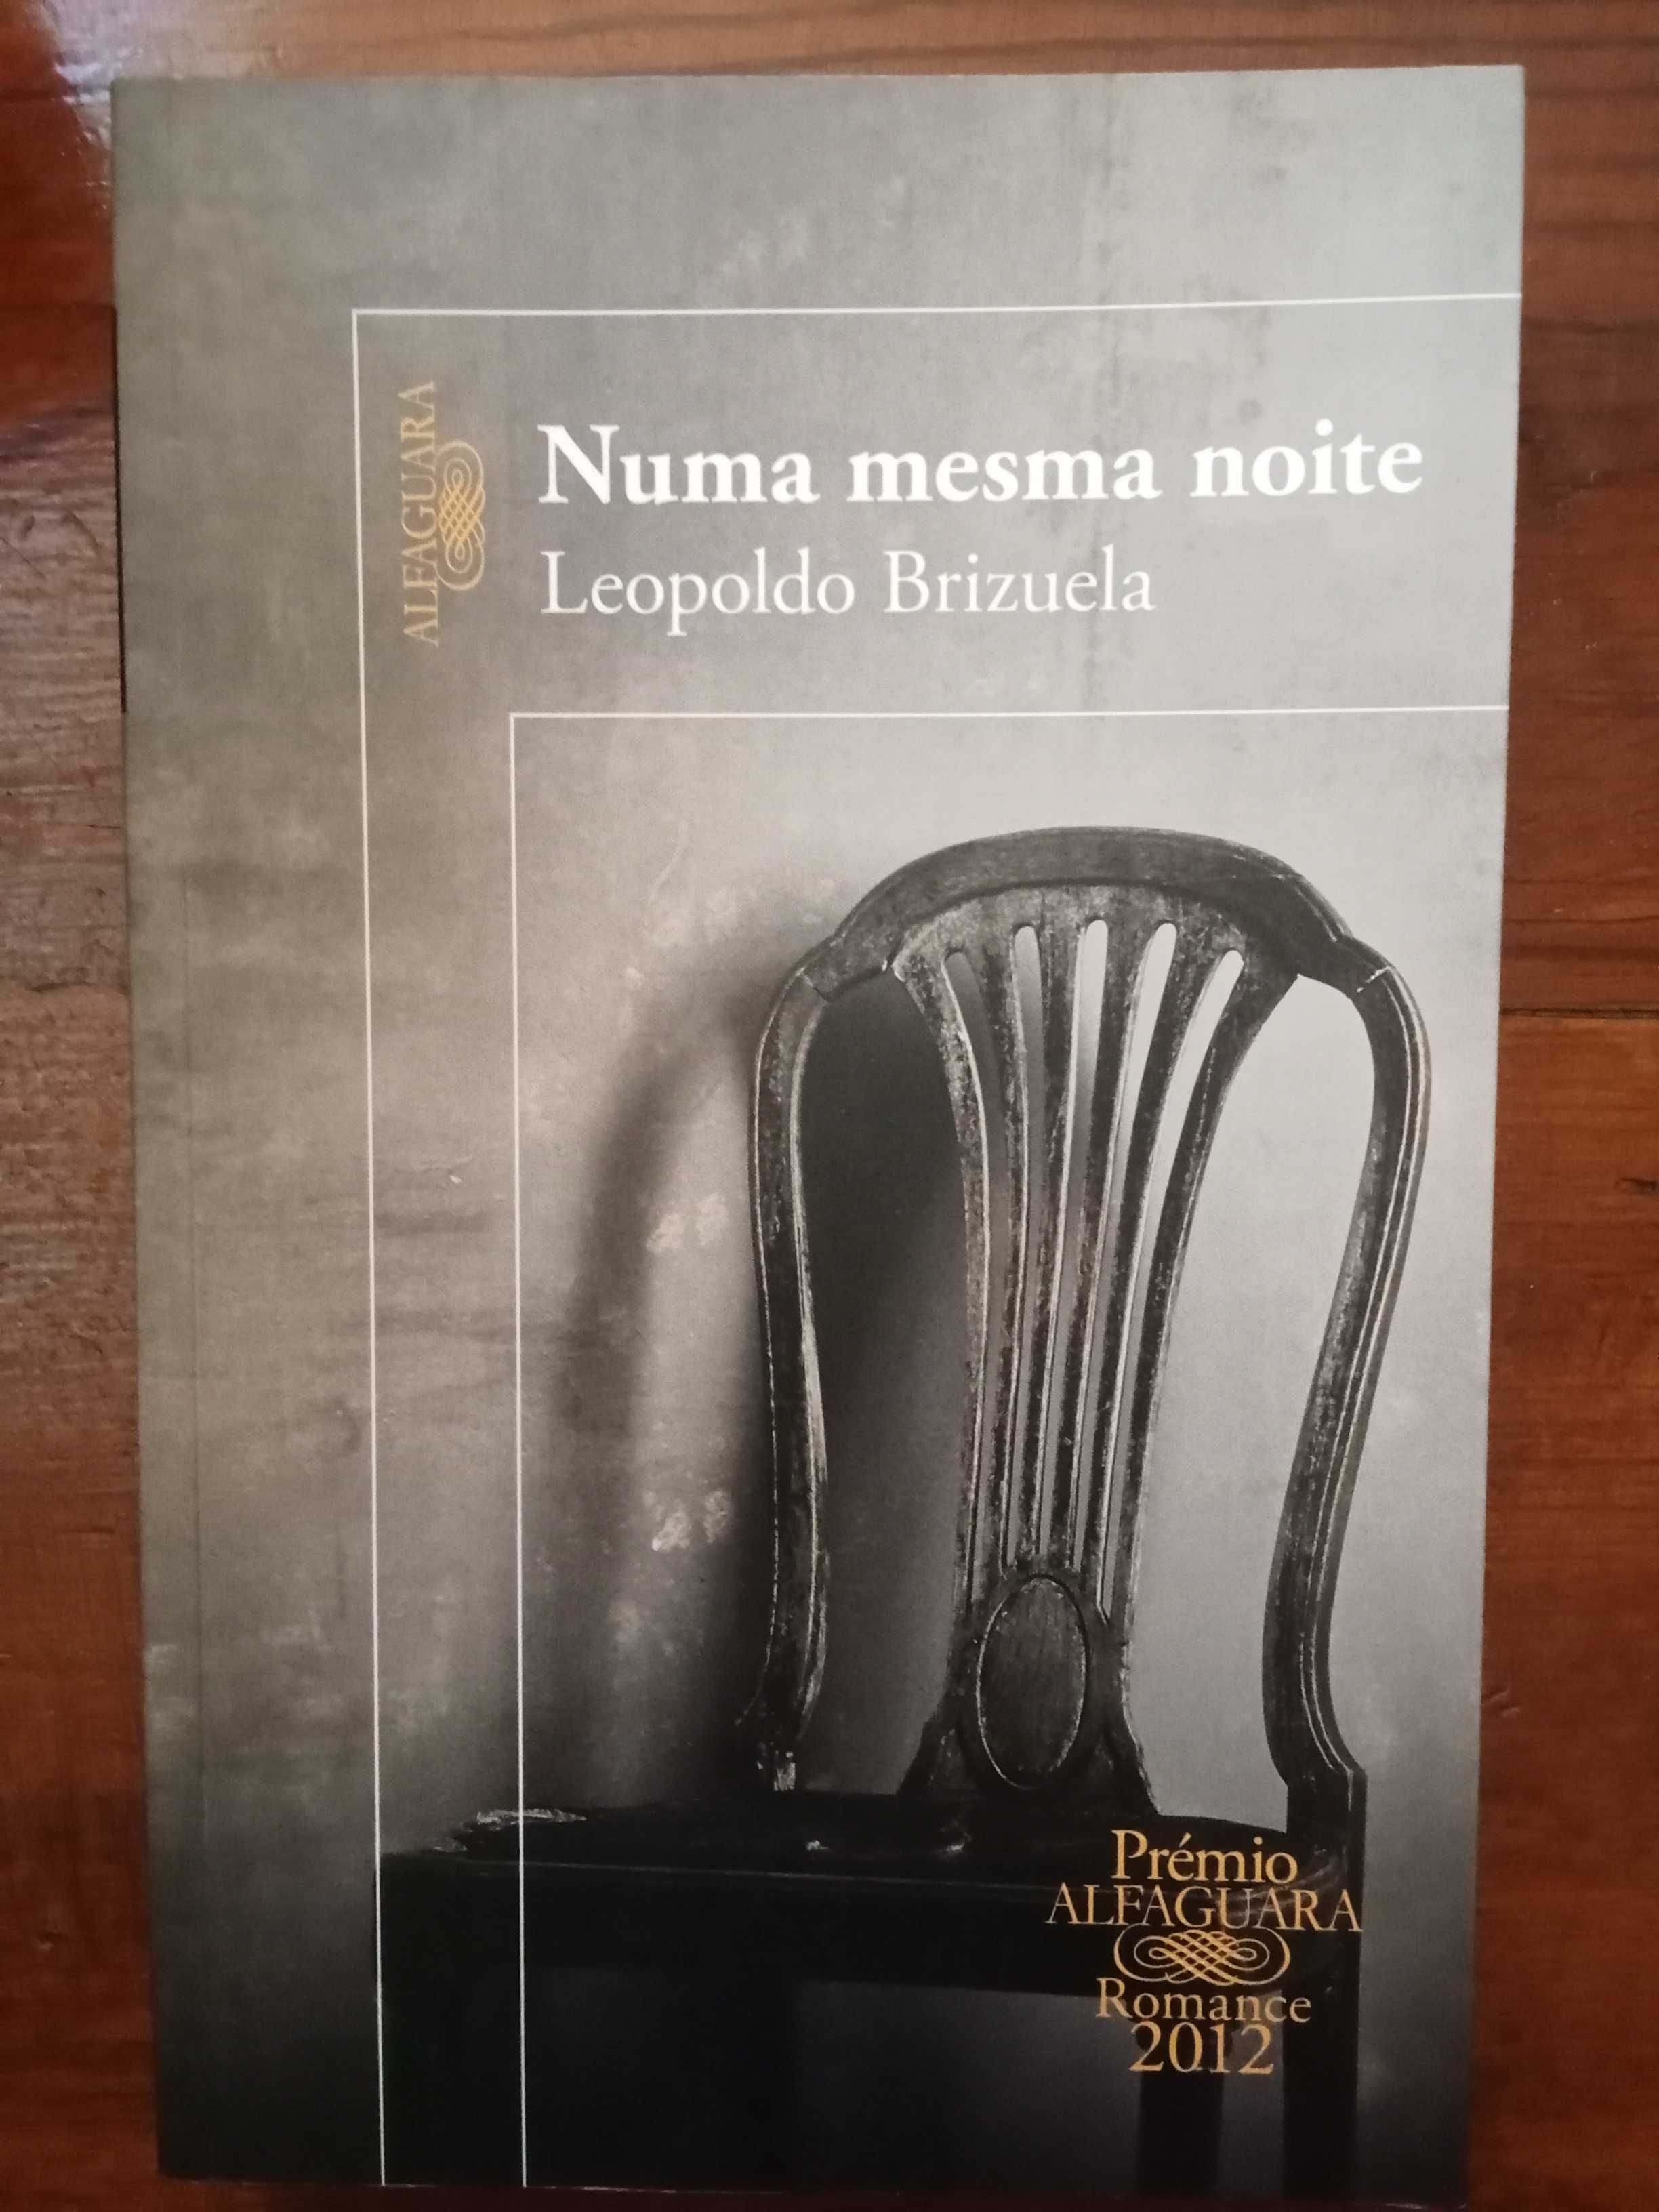 ALFAGUARA
Numa mesma noite
Leopoldo Brizuela
Prémio
ALFAGUARA
Romance
2012